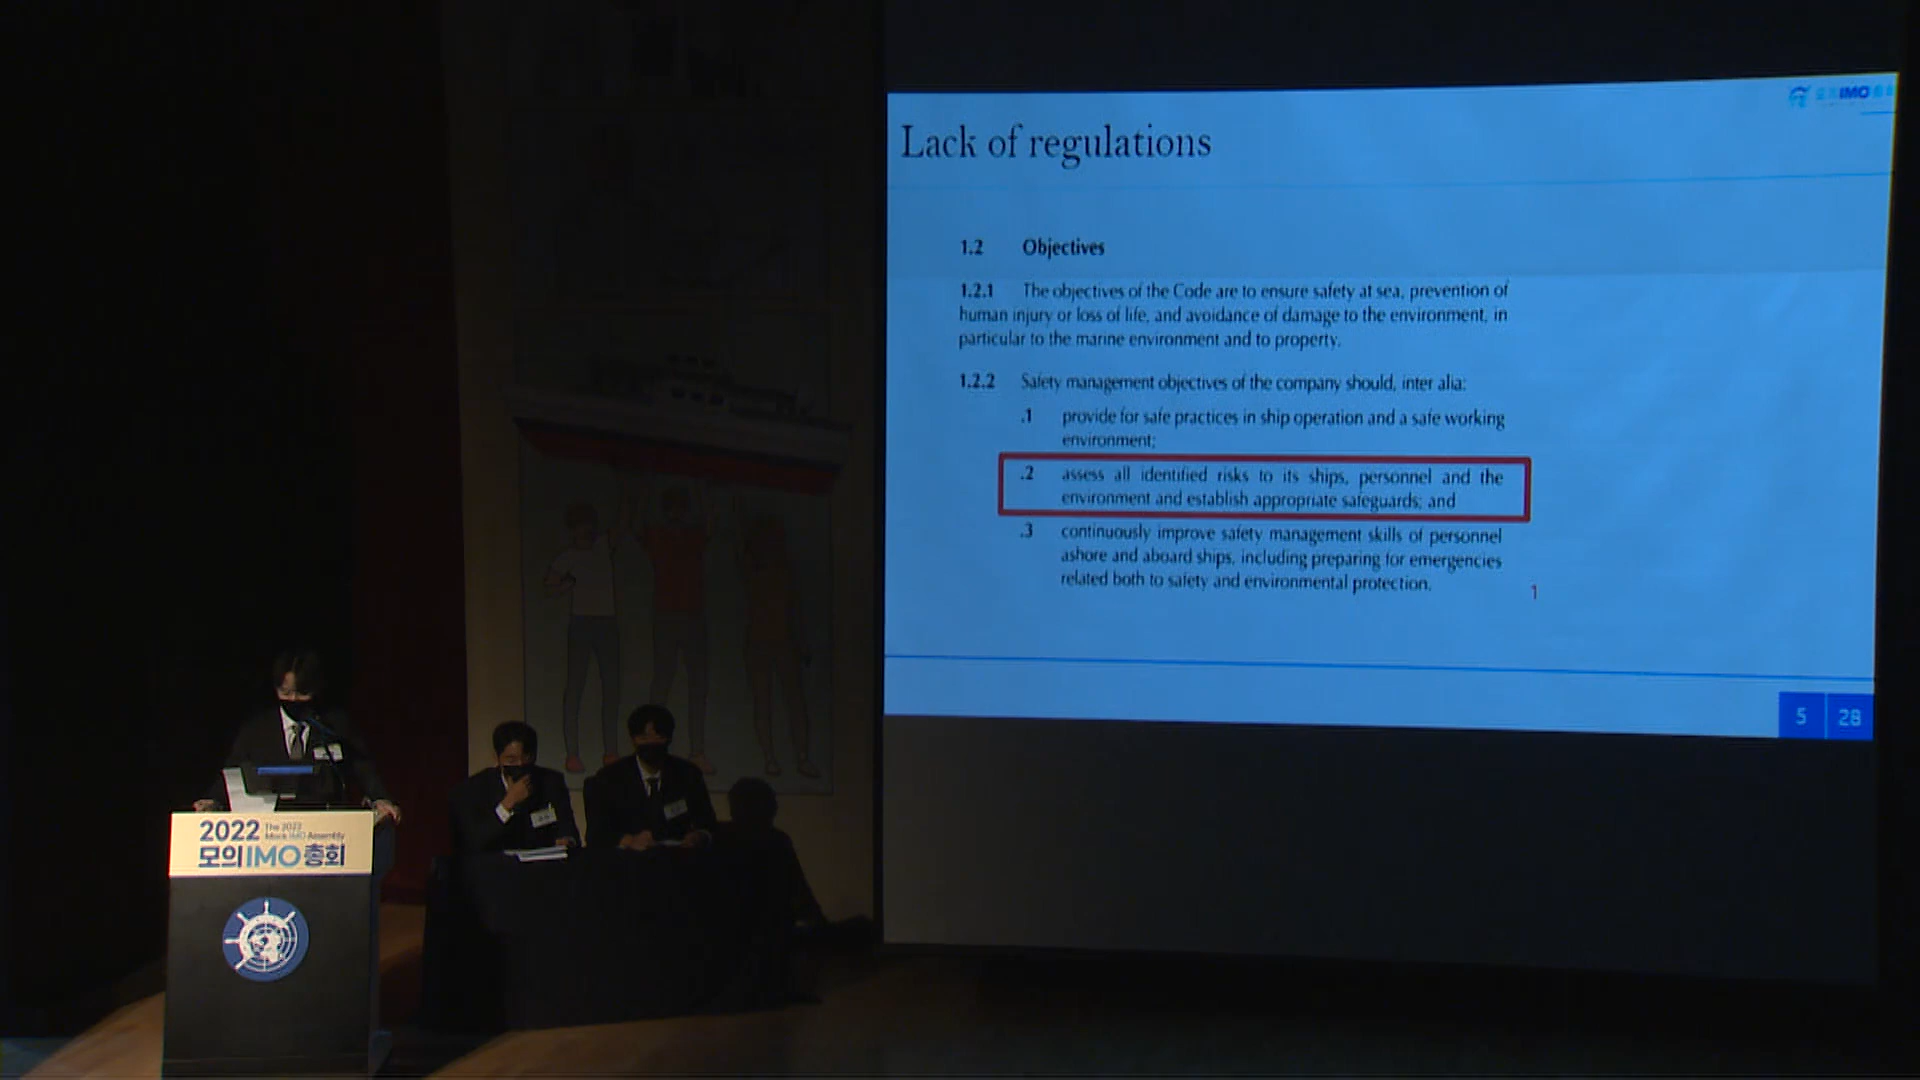 IMO
Lack of regulations
1.2 Objectives
1.2.1 The objectives of the Code are to ensure safety at sea, prevention of
human injury or loss of life, and avoidance of damage to the environment, in
particular to the marine environment and to property.
1.2.2 Safety management objectives of the company should, inter alia:
.1 provide for safe practices in ship operation and a safe working
environment;
.2 assess all identified risks to its ships, personnel and the
environment and establish appropriate safeguards; and
.3 continuously improve safety management skills of personnel
ashore and aboard ships, including preparing for emergencies
related both to safety and environmental protection.
1
5 28
2022 The 2022
Mock IMO Assembly
모의IMO총회